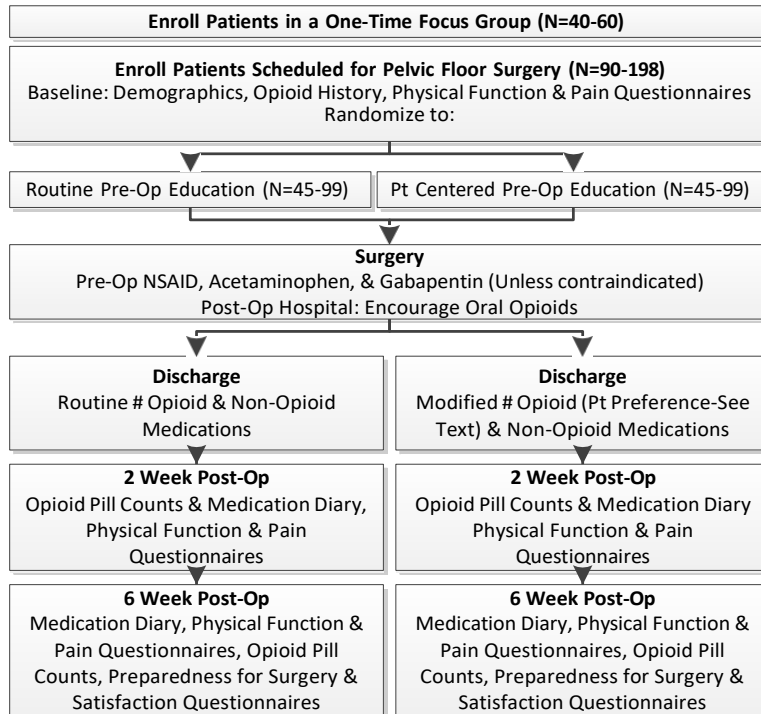 Enroll Patients in a One-Time Focus Group (N=40-60)
Enroll Patients Scheduled for Pelvic Floor Surgery (N=90-198)
Baseline: Demographics, Opioid History, Physical Function & Pain Questionnaires
Randomize to:
Routine Pre-Op Education (N=45-99)
Pt Centered Pre-Op Education (N=45-99)
Surgery
Pre-Op NSAID, Acetaminophen, & Gabapentin (Unless contraindicated)
Post-Op Hospital: Encourage Oral Opioids
Discharge
Routine # Opioid & Non-Opioid
Medications
Discharge
Modified # Opioid (Pt Preference-See
Text) & Non-Opioid Medications
2 Week Post-Op
Opioid Pill Counts & Medication Diary,
Physical Function & Pain
Questionnaires
2 Week Post-Op
Opioid Pill Counts & Medication Diary
Physical Function & Pain
Questionnaires
6 Week Post-Op
Medication Diary, Physical Function &
Pain Questionnaires, Opioid Pill
Counts, Preparedness for Surgery &
Satisfaction Questionnaires
6 Week Post-Op
Medication Diary, Physical Function &
Pain Questionnaires, Opioid Pill
Counts, Preparedness for Surgery &
Satisfaction Questionnaires